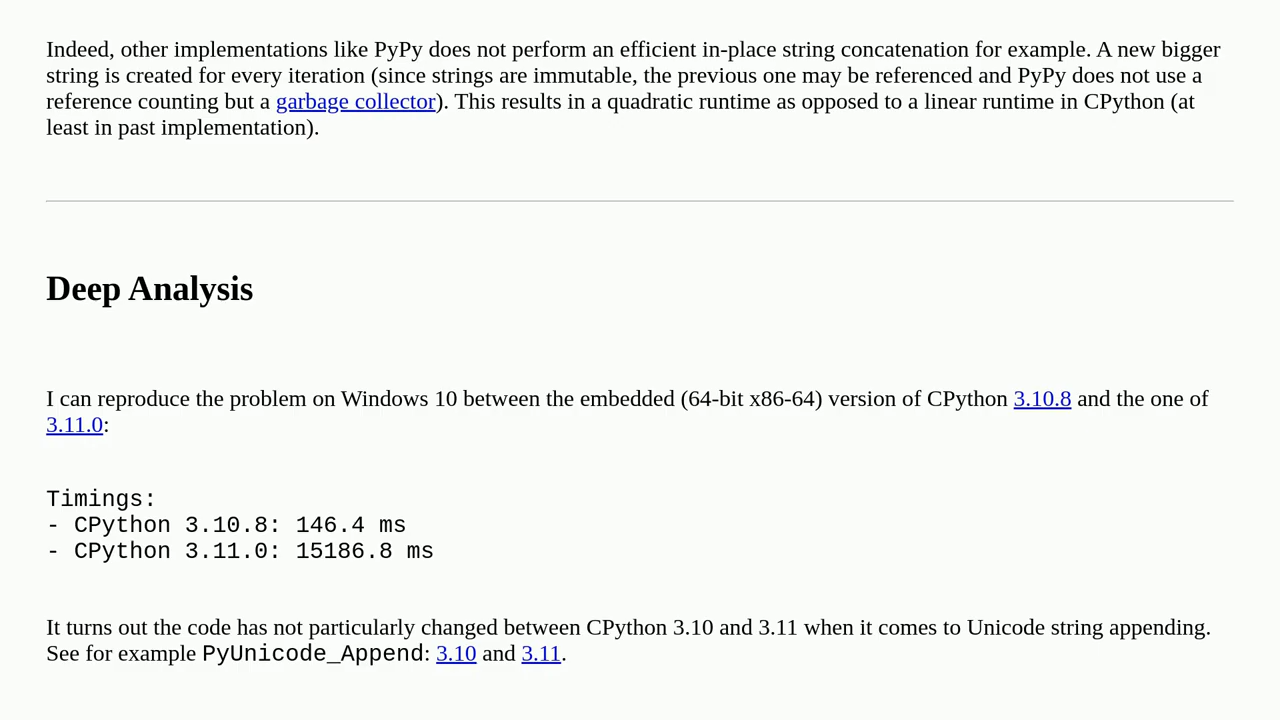 Indeed, other implementations like PyPy does not perform an efficient in-place string concatenation for example. A new bigger
string is created for every iteration (since strings are immutable, the previous one may be referenced and PyPy does not use a
reference counting but a garbage collector). This results in a quadratic runtime as opposed to a linear runtime in CPython (at
least in past implementation).
Deep Analysis
I can reproduce the problem on Windows 10 between the embedded (64-bit x86-64) version of CPython 3.10.8 and the one of
3.11.0:
Timings:
- CPython 3.10.8: 146.4 ms
- CPython 3.11.0: 15186.8 ms
It turns out the code has not particularly changed between CPython 3.10 and 3.11 when it comes to Unicode string appending.
See for example PyUnicode_Append: 3.10 and 3.11.